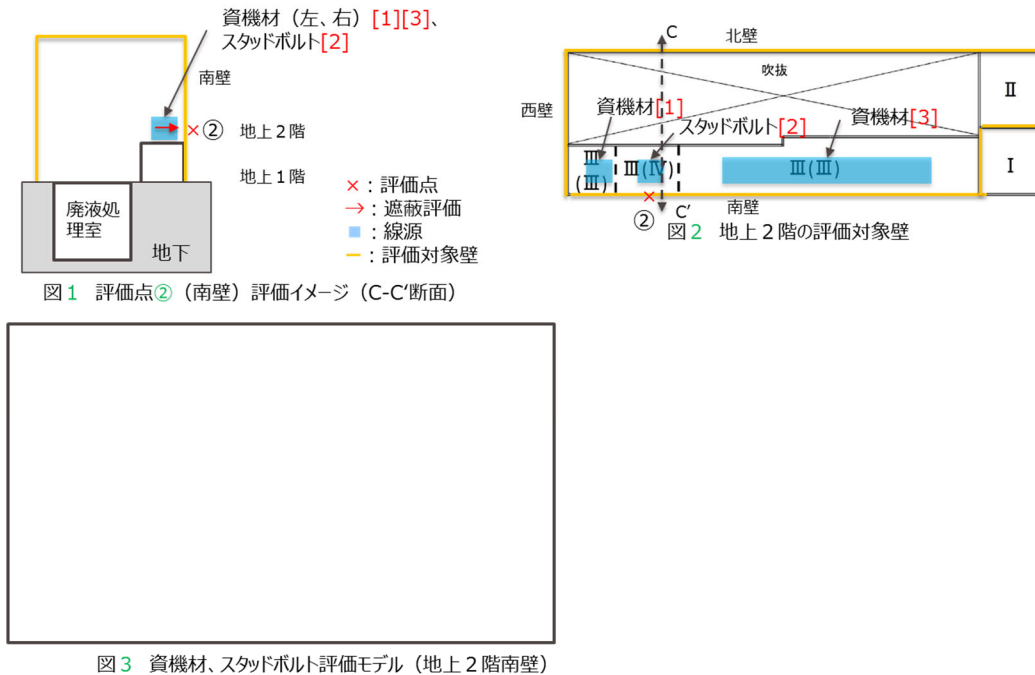 資機材（左、右）[1][3]、
スタッドボルト[2]
南壁
×②
地上２階
地上１階
廃液処
理室
地下
×：評価点
→：遮蔽評価
：線源
：評価対象壁
図1　評価点②（南壁）評価イメージ（C-C’断面）
C
北壁
吹抜
西壁
資機材[1]
スタッドボルト[2]
資機材[3]
Ⅱ
Ⅲ
(Ⅲ)
Ⅲ(Ⅳ)
Ⅲ(Ⅲ)
Ⅰ
×
②
C’
南壁
図2　地上２階の評価対象壁
図3　資機材、スタッドボルト評価モデル（地上２階南壁）